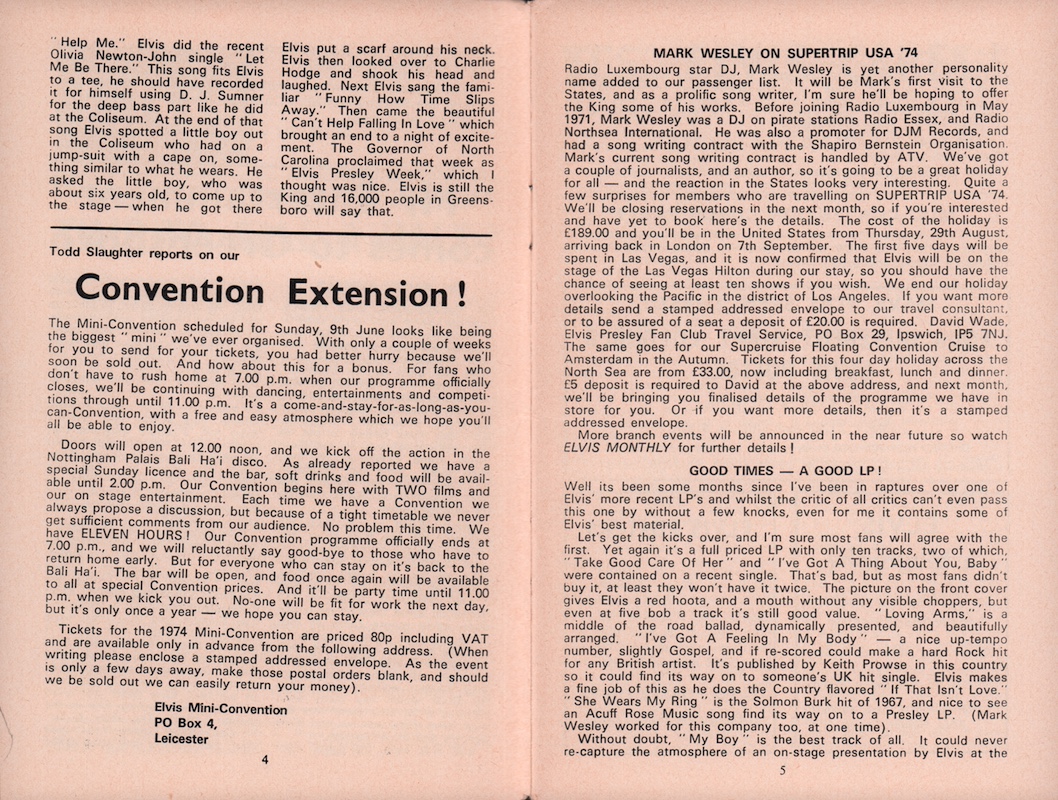 "Help Me." Elvis did the recent
Olivia Newton-John single "Let
Me Be There." This song fits Elvis
to a tee, he should have recorded
it for himself using D. J. Sumner
for the deep bass part like he did
at the Coliseum. At the end of that
song Elvis spotted a little boy out
in the Coliseum who had on a
jump-suit with a cape on, some-
thing similar to what he wears. He
asked the little boy, who was
about six years old, to come up to
the stage — when he got there
Elvis put a scarf around his neck.
Elvis then looked over to Charlie
Hodge and shook his head and
laughed. Next Elvis sang the fami-
liar "Funny How Time Slips
Away." Then came the beautiful
"Can't Help Falling In Love" which
brought an end to a night of excite-
ment. The Governor of North
Carolina proclaimed that week as
"Elvis Presley Week," which I
thought was nice. Elvis is still the
King and 16,000 people in Greens-
boro will say that.
Todd Slaughter reports on our
Convention Extension!
The Mini-Convention scheduled for Sunday, 9th June looks like being
the biggest "mini" we've ever organised. With only a couple of weeks
for you to send for your tickets, you had better hurry because we'll
soon be sold out. And how about this for a bonus. For fans who
don't have to rush home at 7.00 p.m. when our programme officially
closes, we'll be continuing with dancing, entertainments and competi-
tions through until 11.00 p.m. It's a come-and-stay-for-as-long-as-you-
can-Convention, with a free and easy atmosphere which we hope you'll
all be able to enjoy.
Doors will open at 12.00 noon, and we kick off the action in the
Nottingham Palais Bali Ha'i disco. As already reported we have a
special Sunday licence and the bar, soft drinks and food will be avail-
able until 2.00 p.m. Our Convention begins here with TWO films and
our on stage entertainment. Each time we have a Convention we
always propose a discussion, but because of a tight timetable we never
get sufficient comments from our audience. No problem this time. We
have ELEVEN HOURS! Our Convention programme officially ends at
7.00 p.m., and we will reluctantly say good-bye to those who have to
return home early. But for everyone who can stay on it's back to the
Bali Ha'i. The bar will be open, and food once again will be available
to all at special Convention prices. And it'll be party time until 11.00
p.m. when we kick you out. No-one will be fit for work the next day,
but it's only once a year — we hope you can stay.
Tickets for the 1974 Mini-Convention are priced 80p including VAT
and are available only in advance from the following address. (When
writing please enclose a stamped addressed envelope. As the event
is only a few days away, make those postal orders blank, and should
we be sold out we can easily return your money).
Elvis Mini-Convention
PO Box 4,
Leicester
4
MARK WESLEY ON SUPERTRIP USA '74
Radio Luxembourg star DJ, Mark Wesley is yet another personality
name added to our passenger list. It will be Mark's first visit to the
States, and as a prolific song writer, I'm sure he'll be hoping to offer
the King some of his works. Before joining Radio Luxembourg in May
1971, Mark Wesley was a DJ on pirate stations Radio Essex, and Radio
Northsea International. He was also a promoter for DJM Records, and
had a song writing contract with the Shapiro Bernstein Organisation.
Mark's current song writing contract is handled by ATV. We've got
a couple of journalists, and an author, so it's going to be a great holiday
for all — and the reaction in the States looks very interesting. Quite a
few surprises for members who are travelling on SUPERTRIP USA '74.
We'll be closing reservations in the next month, so if you're interested
and have yet to book here's the details. The cost of the holiday is
£189.00 and you'll be in the United States from Thursday, 29th August,
arriving back in London on 7th September. The first five days will be
spent in Las Vegas, and it is now confirmed that Elvis will be on the
stage of the Las Vegas Hilton during our stay, so you should have the
chance of seeing at least ten shows if you wish. We end our holiday
overlooking the Pacific in the district of Los Angeles. If you want more
details send a stamped addressed envelope to our travel consultant,
or to be assured of a seat a deposit of £20.00 is required. David Wade,
Elvis Presley Fan Club Travel Service, PO Box 29, Ipswich, IP5 7NJ.
The same goes for our Supercruise Floating Convention Cruise to
Amsterdam in the Autumn. Tickets for this four day holiday across the
North Sea are from £33.00, now including breakfast, lunch and dinner.
£5 deposit is required to David at the above address, and next month,
we'll be bringing you finalised details of the programme we have in
store for you. Or if you want more details, then it's a stamped
addressed envelope.
More branch events will be announced in the near future so watch
ELVIS MONTHLY for further details!
GOOD TIMES — A GOOD LP!
Well its been some months since I've been in raptures over one of
Elvis' more recent LP's and whilst the critic of all critics can't even pass
this one by without a few knocks, even for me it contains some of
Elvis' best material.
Let's get the kicks over, and I'm sure most fans will agree with the
first. Yet again it's a full priced LP with only ten tracks, two of which,
"Take Good Care Of Her" and "I've Got A Thing About You, Baby"
were contained on a recent single. That's bad, but as most fans didn't
buy it, at least they won't have it twice. The picture on the front cover
gives Elvis a red hoota, and a mouth without any visible choppers, but
even at five bob a track it's still good value. "Loving Arms," is a
middle of the road ballad, dynamically presented, and beautifully
arranged. "I've Got A Feeling In My Body" — a nice up-tempo
number, slightly Gospel, and if re-scored could make a hard Rock hit
for any British artist. It's published by Keith Prowse in this country
so it could find its way on to someone's UK hit single. Elvis makes
a fine job of this as he does the Country flavored "If That Isn't Love."
"She Wears My Ring" is the Solmon Burk hit of 1967, and nice to see
an Acuff Rose Music song find its way on to a Presley LP. (Mark
Wesley worked for this company too, at one time).
Without doubt, "My Boy" is the best track of all. It could never
re-capture the atmosphere of an on-stage presentation by Elvis at the
5